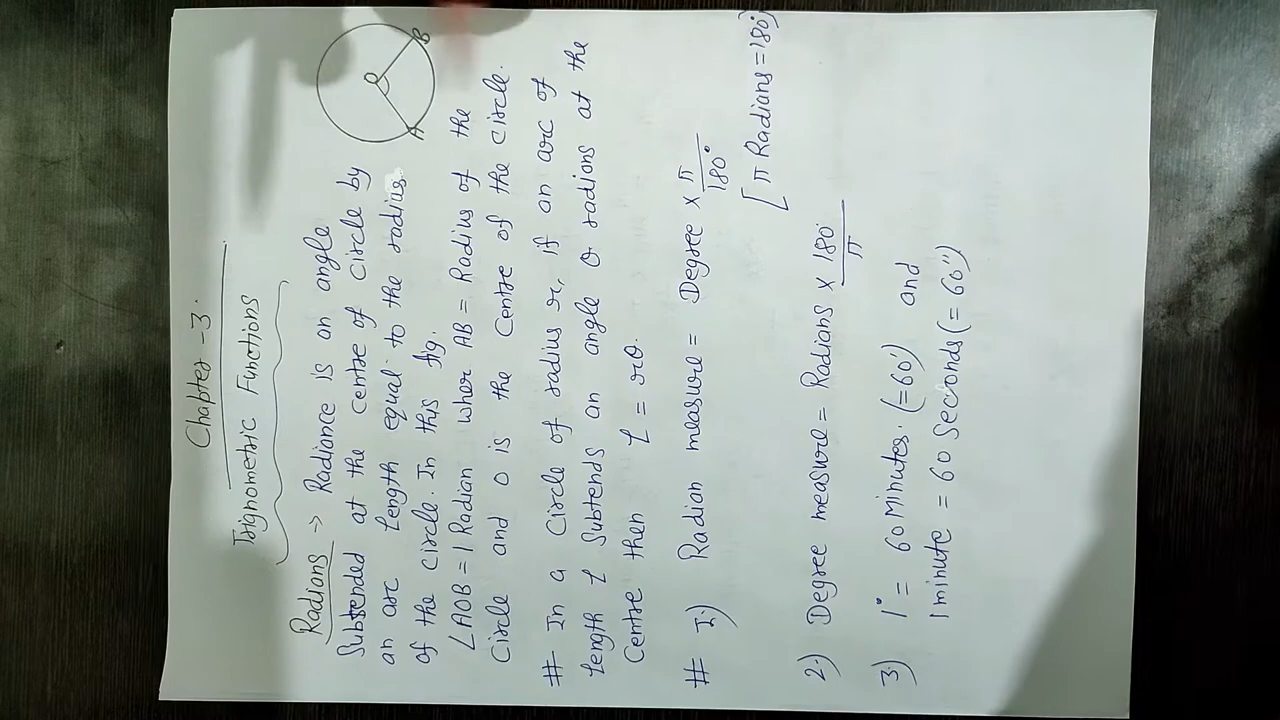 Chapter -3.
Trignometric Functions
Radians -> Radiance is an angle
Subtended at the centre of circle by
an arc Length equal to the radius
of the circle. In this fig.
∠AOB = 1 Radian wher AB = Radius of the
Circle and O is the Centre of the circle.
O
A
B
# In a Circle of radius r, if an arc of
Length L Subtends an angle θ radians at the
Centre then L = rθ.
# 1.) Radian measure = Degree × π/180°
[π Radians = 180°]
2.) Degree measure = Radians × 180/π
3.) 1° = 60 Minutes. (=60') and
1 minute = 60 Seconds (= 60")